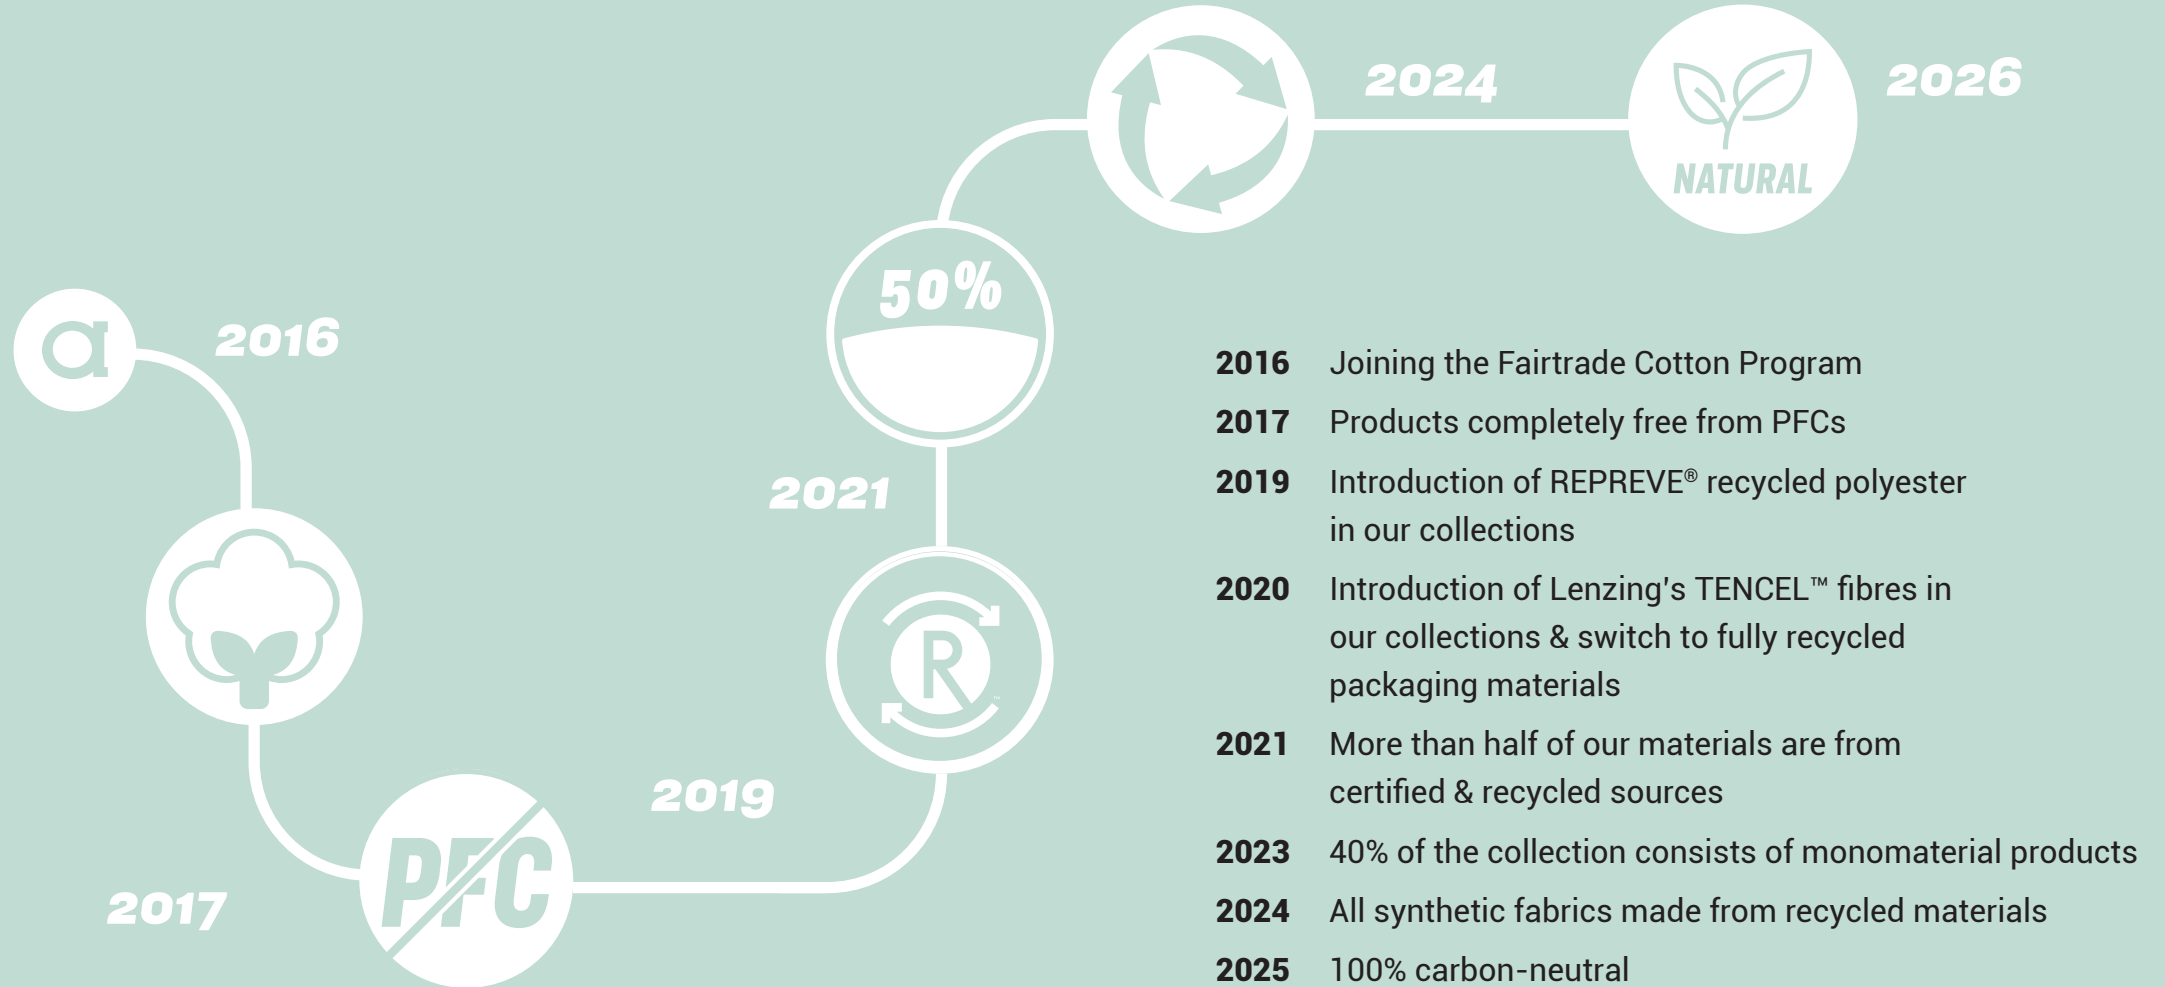 2024
2026
NATURAL
50%
a
2016
2021
R
2019
PFC
2017
2016 Joining the Fairtrade Cotton Program
2017 Products completely free from PFCs
2019 Introduction of REPREVE® recycled polyester
in our collections
2020 Introduction of Lenzing's TENCEL™ fibres in
our collections & switch to fully recycled
packaging materials
2021 More than half of our materials are from
certified & recycled sources
2023 40% of the collection consists of monomaterial products
2024 All synthetic fabrics made from recycled materials
2025 100% carbon-neutral